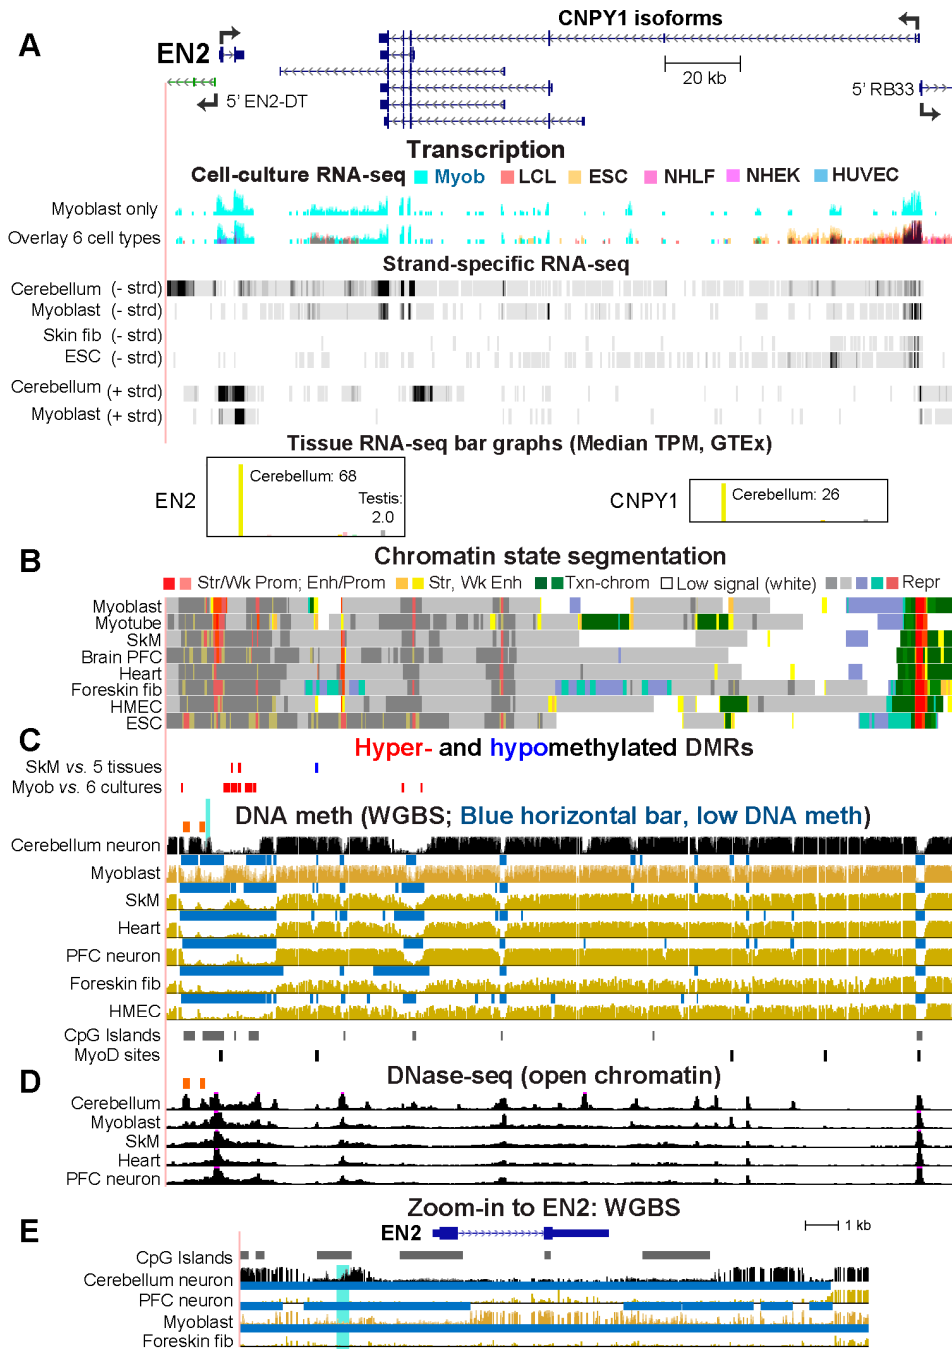 A
CNPY1 isoforms
EN2
20 kb
5' EN2-DT
5' RB33
Transcription
Cell-culture RNA-seq Myob LCL ESC NHLF NHEK HUVEC
Myoblast only
Overlay 6 cell types
Strand-specific RNA-seq
Cerebellum (- strd)
Myoblast (- strd)
Skin fib (- strd)
ESC (- strd)
Cerebellum (+ strd)
Myoblast (+ strd)
Tissue RNA-seq bar graphs (Median TPM, GTEx)
EN2
Cerebellum: 68
Testis:
2.0
CNPY1
Cerebellum: 26
B
Chromatin state segmentation
Str/Wk Prom; Enh/Prom Str, Wk Enh Txn-chrom Low signal (white) Repr
Myoblast
Myotube
SkM
Brain PFC
Heart
Foreskin fib
HMEC
ESC
C
Hyper- and hypomethylated DMRs
SkM vs. 5 tissues
Myob vs. 6 cultures
DNA meth (WGBS; Blue horizontal bar, low DNA meth)
Cerebellum neuron
Myoblast
SkM
Heart
PFC neuron
Foreskin fib
HMEC
CpG Islands
MyoD sites
D
DNase-seq (open chromatin)
Cerebellum
Myoblast
SkM
Heart
PFC neuron
E
Zoom-in to EN2: WGBS
EN2
1 kb
CpG Islands
Cerebellum neuron
PFC neuron
Myoblast
Foreskin fib